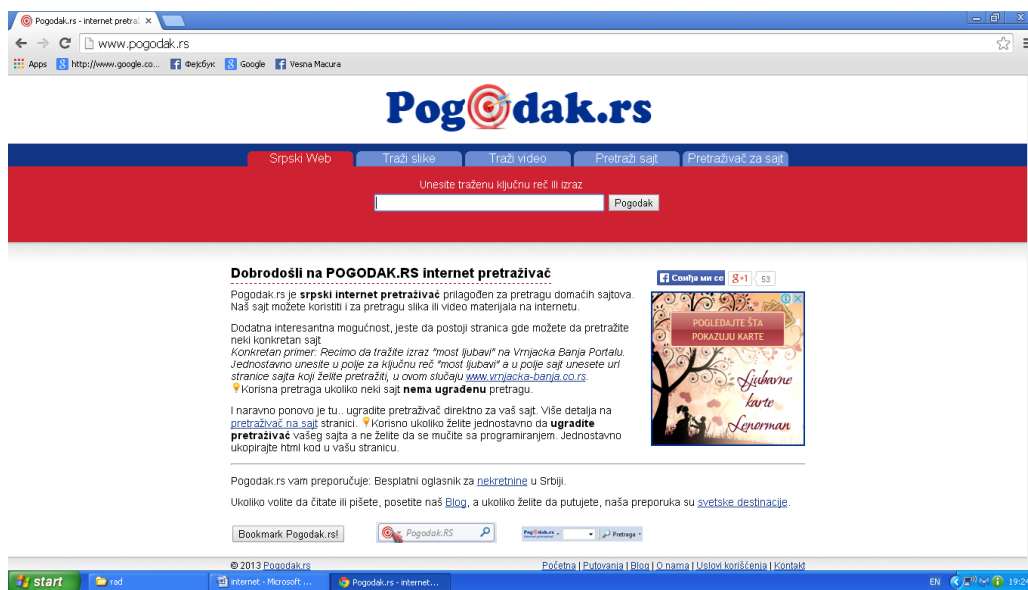 Pogodak.rs - internet pretra
www.pogodak.rs
Apps http://www.google.co... Фејсбук Google Vesna Macura
Pogodak.rs
Srpski Web Traži slike Traži video Pretraži sajt Pretraživač za sajt
Unesite traženu ključnu reč ili izraz
Pogodak
Dobrodošli na POGODAK.RS internet pretraživač
Pogodak.rs je srpski internet pretraživač prilagođen za pretragu domaćih sajtova.
Naš sajt možete koristiti i za pretragu slika ili video materijala na internetu.
Dodatna interesantna mogućnost, jeste da postoji stranica gde možete da pretražite
neki konkretan sajt
Konkretan primer: Recimo da tražite izraz "most ljubavi" na Vrnjacka Banja Portalu.
Jednostavno unesite u polje za ključnu reč "most ljubavi" a u polje sajt unesete url
stranice sajta koji želite pretražiti, u ovom slučaju www.vrnjacka-banja.co.rs.
Korisna pretraga ukoliko neki sajt nema ugrađenu pretragu.
I naravno ponovo je tu.. ugradite pretraživač direktno za vaš sajt. Više detalja na
pretraživač na sajt stranici. Korisno ukoliko želite jednostavno da ugradite
pretraživač vašeg sajta a ne želite da se mučite sa programiranjem. Jednostavno
ukopirajte html kod u vašu stranicu.
Свиђа ми се g+1 53
POGLEDAJTE ŠTA
POKAZUJU KARTE
Ljubavne
karte
Lenorman
Pogodak.rs vam preporučuje: Besplatni oglasnik za nekretnine u Srbiji.
Ukoliko volite da čitate ili pišete, posetite naš Blog, a ukoliko želite da putujete, naša preporuka su svetske destinacije.
Bookmark Pogodak.rs! Pogodak.RS Pogodak.rs Pretraga
© 2013 Pogodak.rs Početna | Putovanja | Blog | O nama | Uslovi korišćenja | Kontakt
start rad internet - Microsoft ... Pogodak.rs - internet... EN 19:24